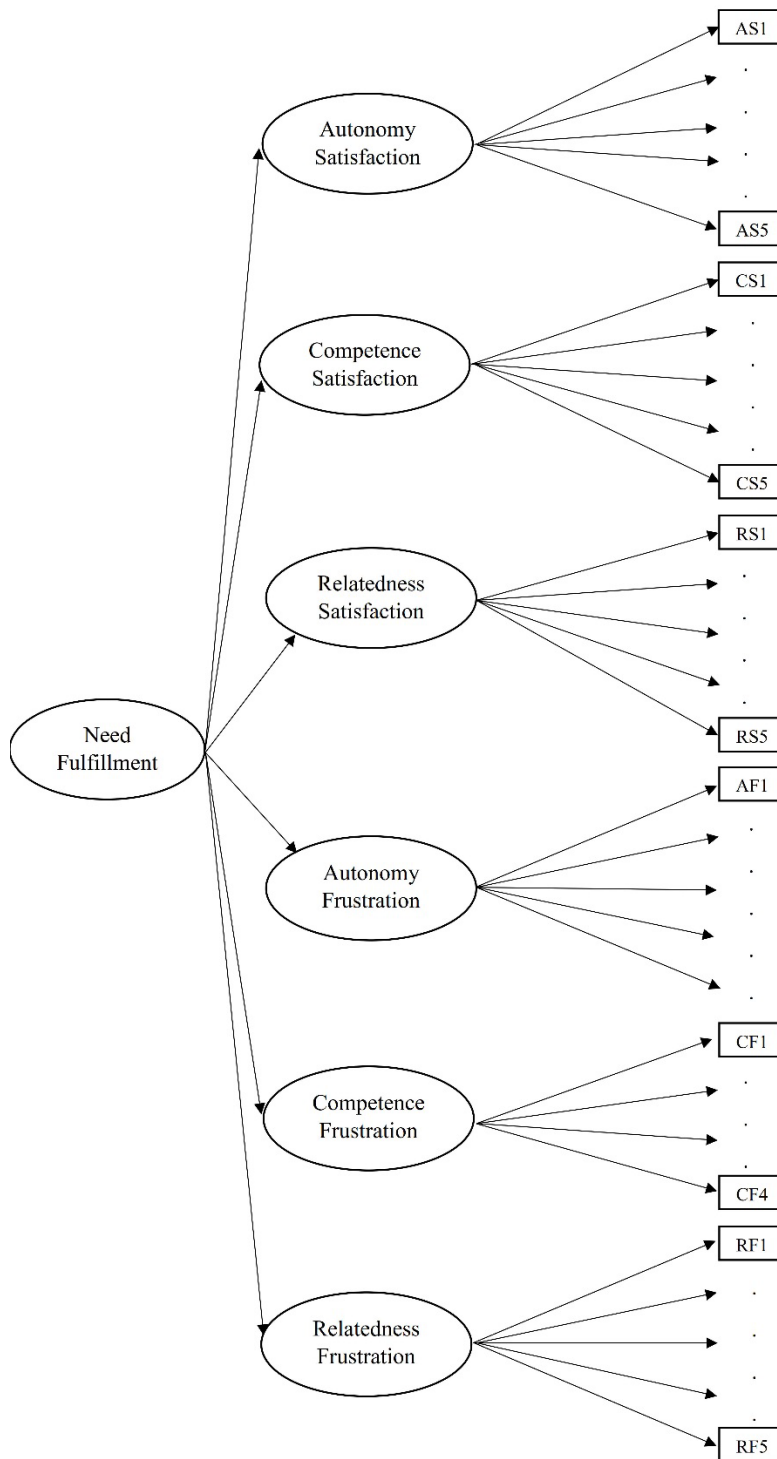 AS1
Autonomy
Satisfaction
AS5
CS1
Competence
Satisfaction
CS5
RS1
Relatedness
Satisfaction
RS5
Need
Fulfillment
AF1
Autonomy
Frustration
CF1
Competence
Frustration
CF4
RF1
Relatedness
Frustration
RF5